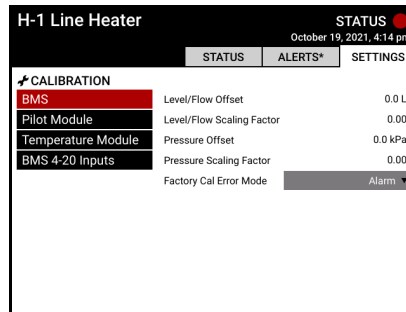 H-1 Line Heater
STATUS
October 19, 2021, 4:14 pm
STATUS ALERTS* SETTINGS
CALIBRATION
BMS
Pilot Module
Temperature Module
BMS 4-20 Inputs
Level/Flow Offset 0.0 L
Level/Flow Scaling Factor 0.00
Pressure Offset 0.0 kPa
Pressure Scaling Factor 0.00
Factory Cal Error Mode Alarm